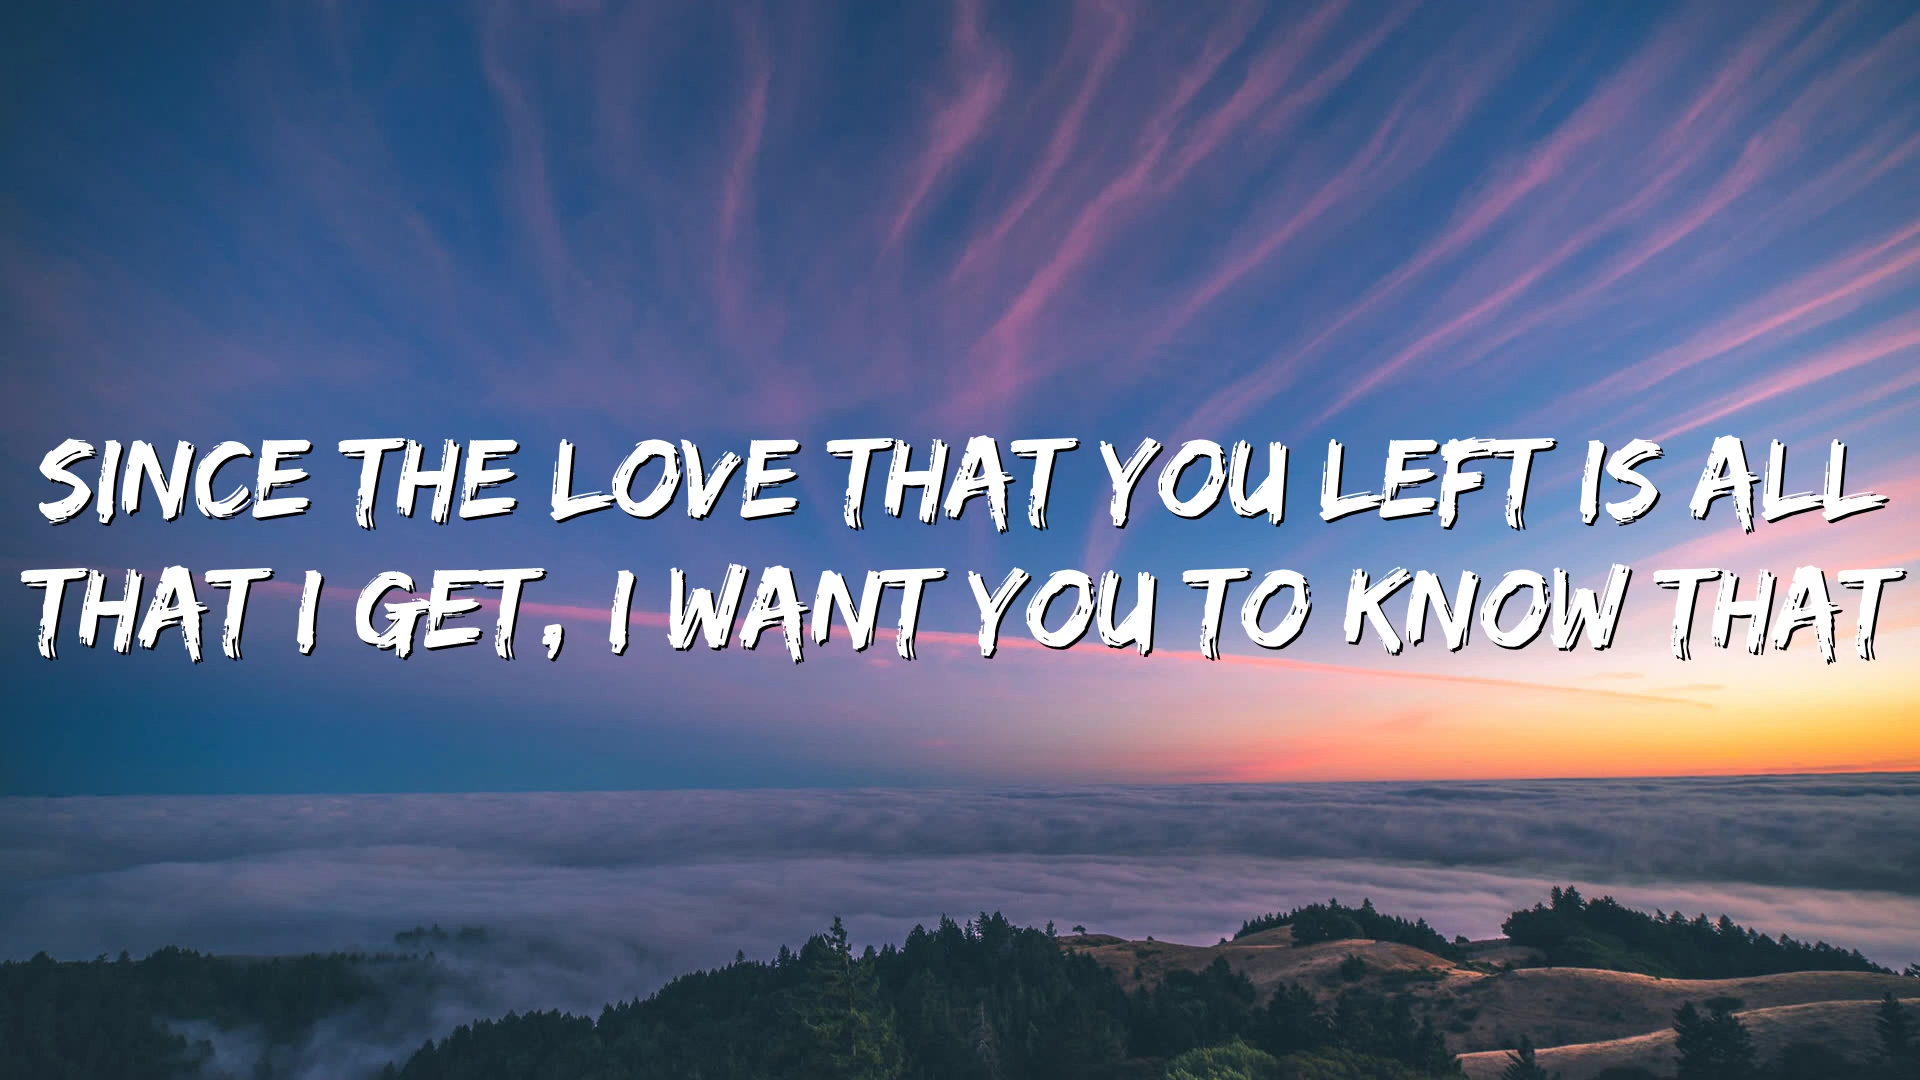 SINCE THE LOVE THAT YOU LEFT IS ALL
THAT I GET, I WANT YOU TO KNOW THAT